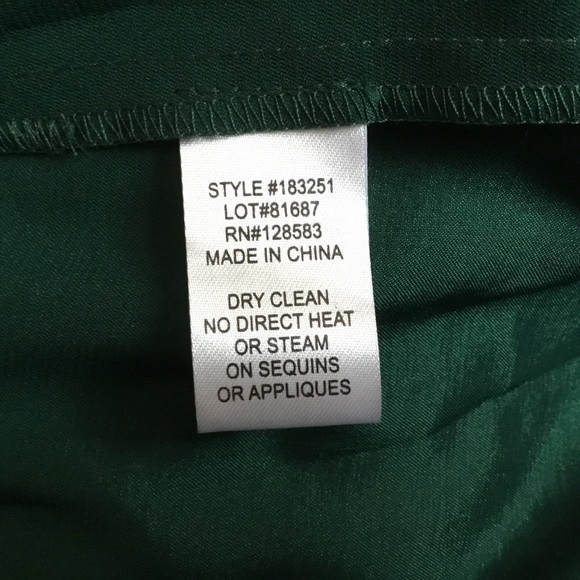 STYLE #183251
LOT#81687
RN#128583
MADE IN CHINA
DRY CLEAN
NO DIRECT HEAT
OR STEAM
ON SEQUINS
OR APPLIQUES